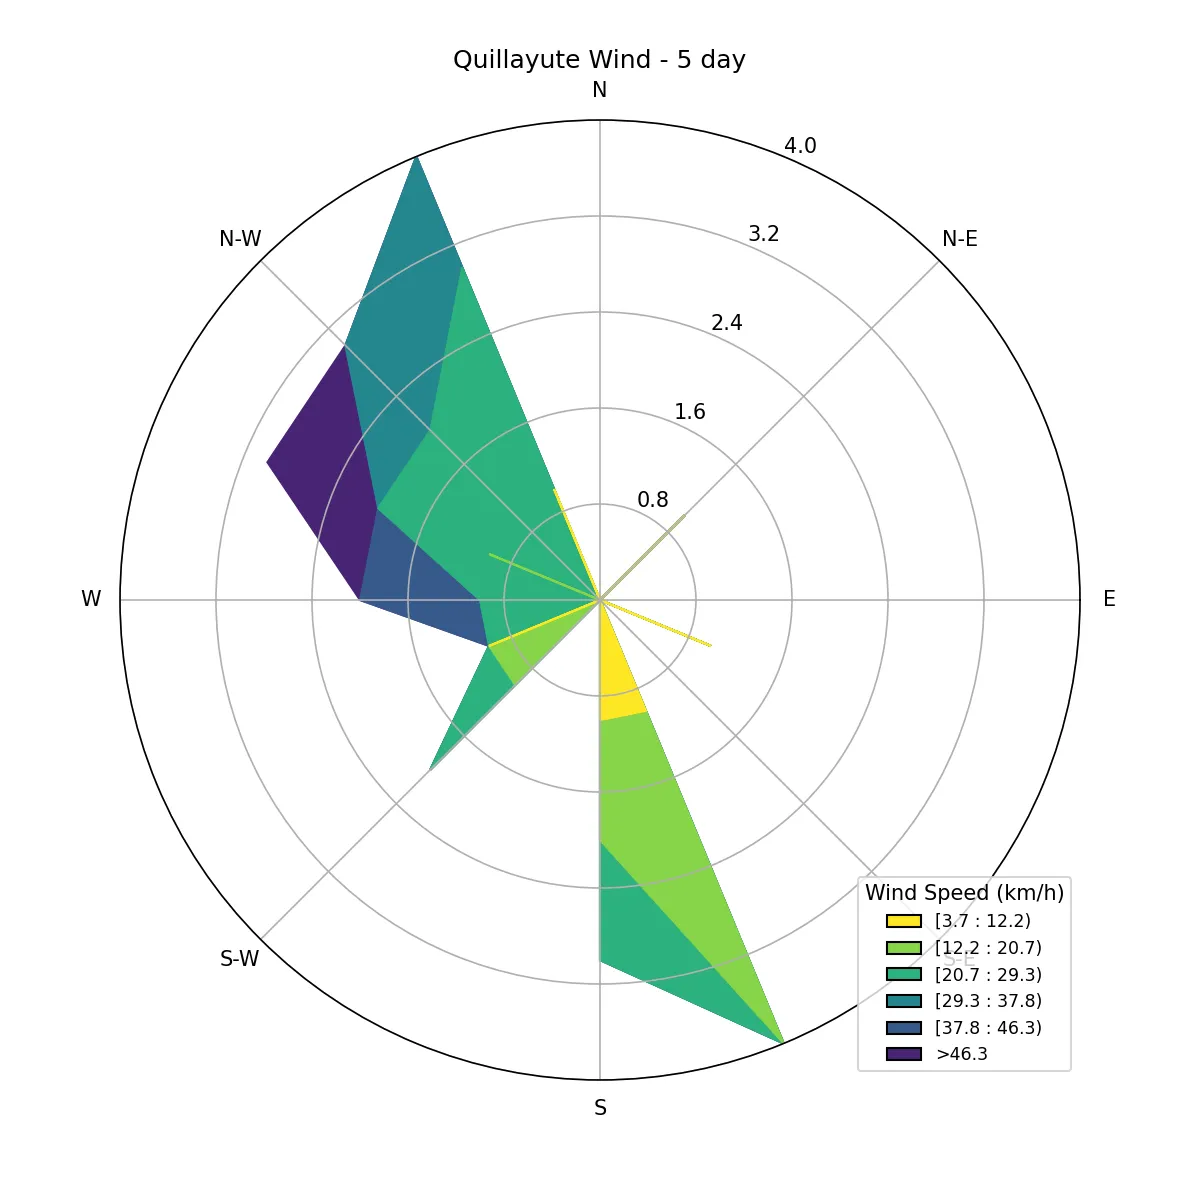 Quillayute Wind - 5 day
N
4.0
N-W
N-E
3.2
2.4
1.6
0.8
W
E
S-W
S-E
Wind Speed (km/h)
[3.7 : 12.2)
[12.2 : 20.7)
[20.7 : 29.3)
[29.3 : 37.8)
[37.8 : 46.3)
>46.3
S